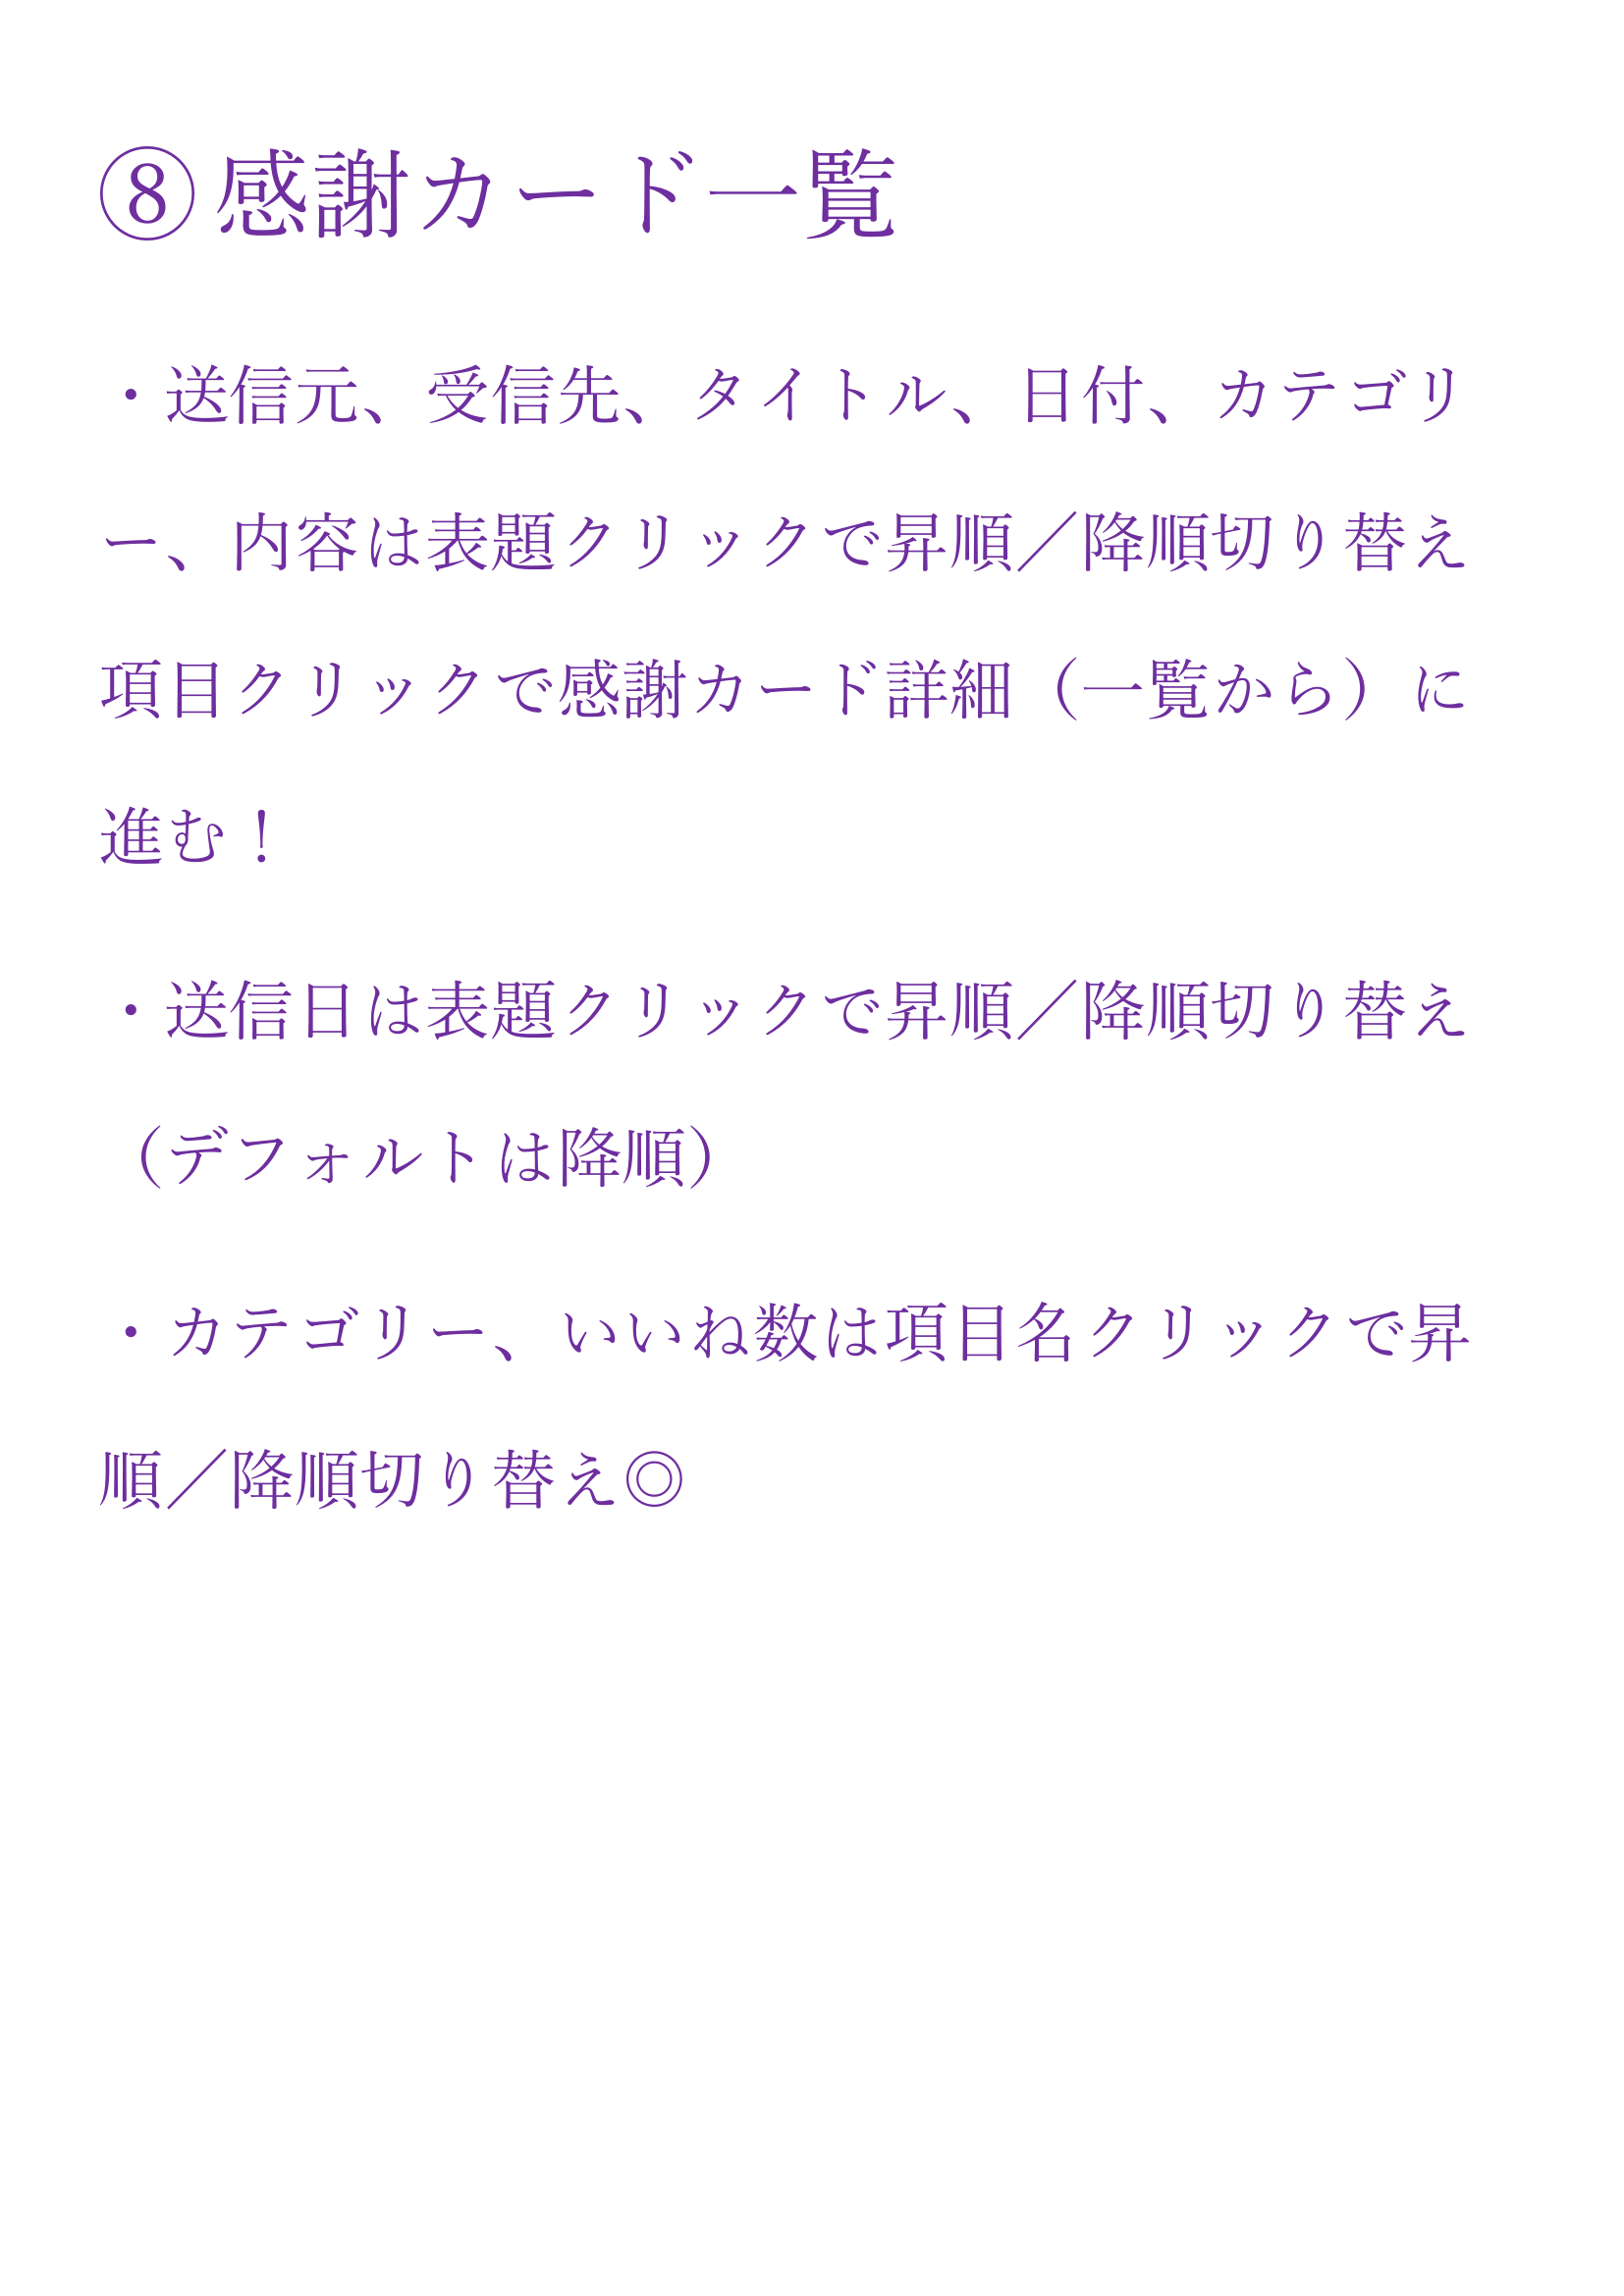 ⑧感謝カード一覧
・送信元、受信先、タイトル、日付、カテゴリ
ー、内容は表題クリックで昇順／降順切り替え
項目クリックで感謝カード詳細（一覧から）に
進む！
・送信日は表題クリックで昇順／降順切り替え
（デフォルトは降順）
・カテゴリー、いいね数は項目名クリックで昇
順／降順切り替え◎